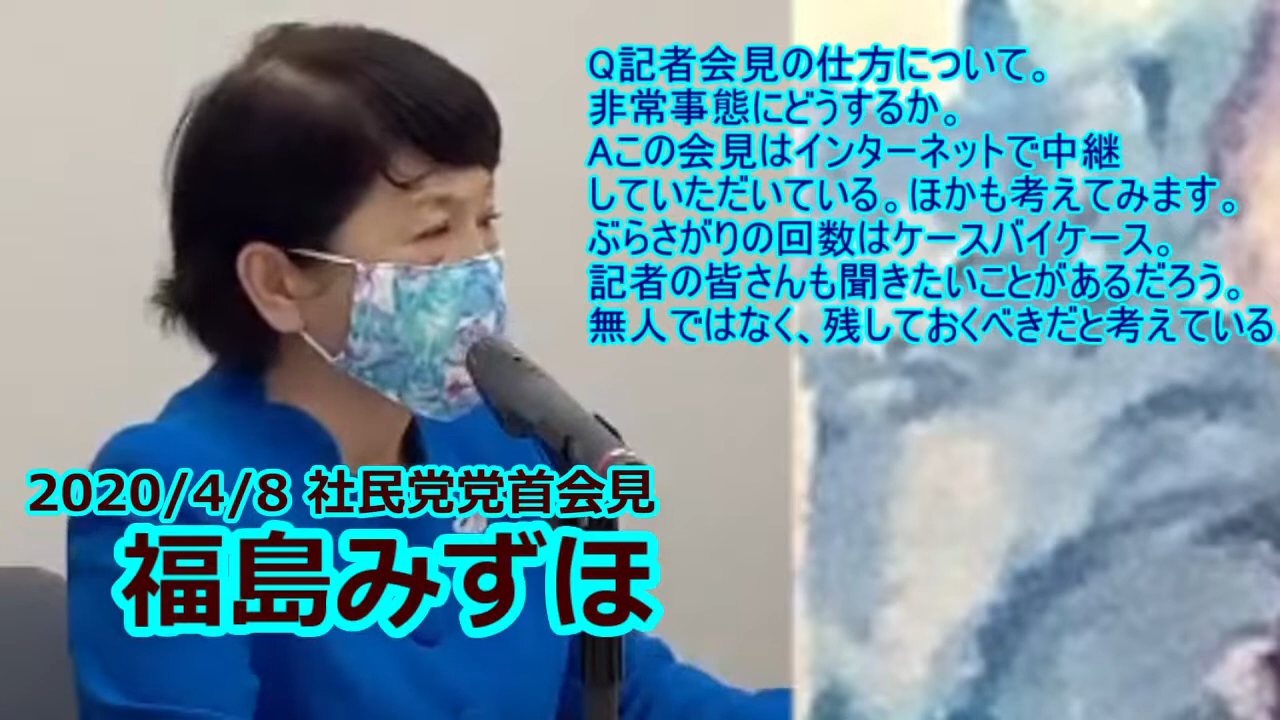 Q記者会見の仕方について。
非常事態にどうするか。
Aこの会見はインターネットで中継
していただいている。ほかも考えてみます。
ぶらさがりの回数はケースバイケース。
記者の皆さんも聞きたいことがあるだろう。
無人ではなく、残しておくべきだと考えている。
2020/4/8 社民党党首会見
福島みずほ